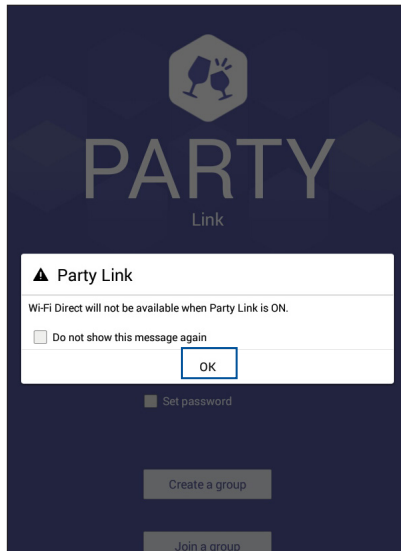 PARTY
Link
Party Link
Wi-Fi Direct will not be available when Party Link is ON.
Do not show this message again
OK
Set password
Create a group
Join a group